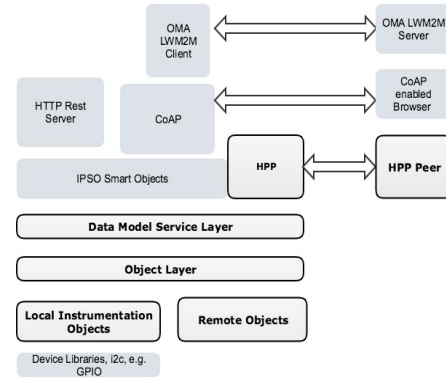 OMA
LWM2M
Client
OMA LWM2M
Server
HTTP Rest
Server
CoAP
CoAP
enabled
Browser
IPSO Smart Objects
HPP
HPP Peer
Data Model Service Layer
Object Layer
Local Instrumentation
Objects
Remote Objects
Device Libraries, i2c, e.g.
GPIO